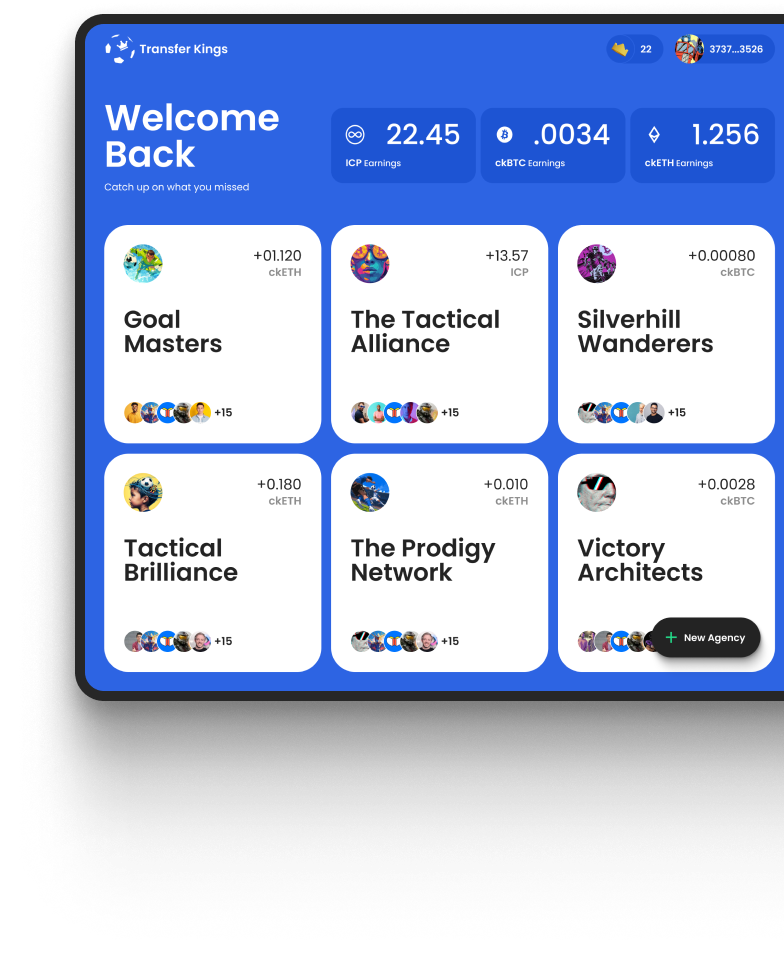 Transfer Kings
22
3737...3526
Welcome
Back
Catch up on what you missed
22.45
ICP Earnings
.0034
ckBTC Earnings
1.256
ckETH Earnings
+01.120
ckETH
Goal
Masters
+15
+13.57
ICP
The Tactical
Alliance
+15
+0.00080
ckBTC
Silverhill
Wanderers
+15
+0.180
ckETH
Tactical
Brilliance
+15
+0.010
ckETH
The Prodigy
Network
+15
+0.0028
ckBTC
Victory
Architects
+ New Agency